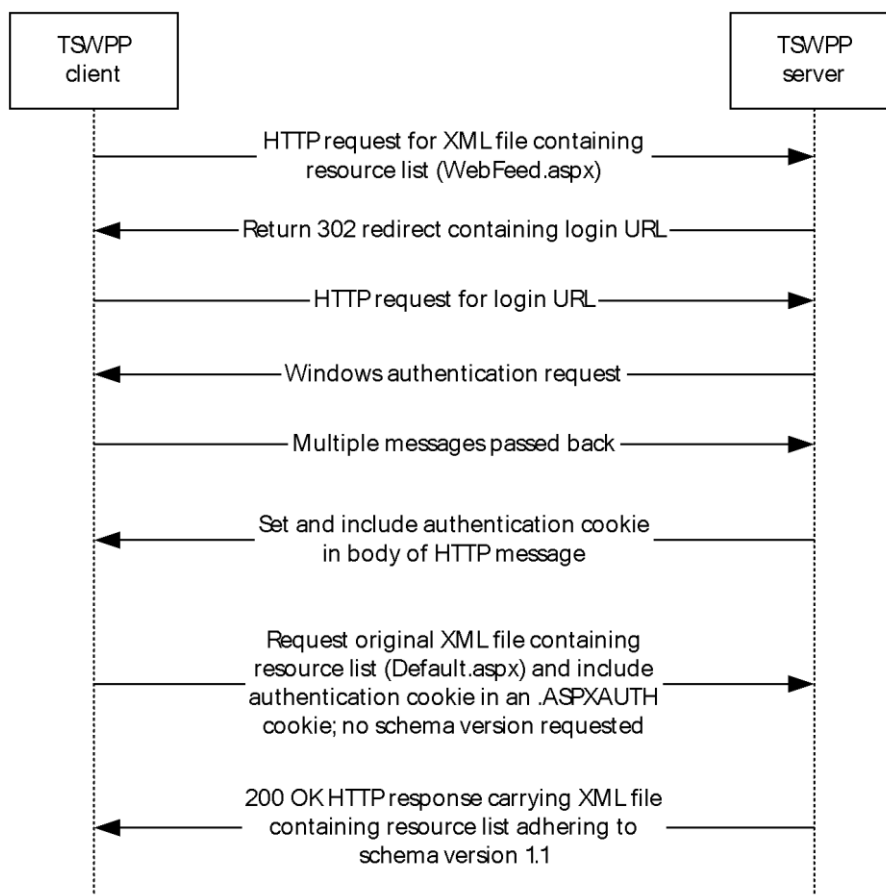 TSWPP
client
TSWPP
server
HTTP request for XML file containing
resource list (WebFeed.aspx)
Return 302 redirect containing login URL
HTTP request for login URL
Windows authentication request
Multiple messages passed back
Set and include authentication cookie
in body of HTTP message
Request original XML file containing
resource list (Default.aspx) and include
authentication cookie in an .ASPXAUTH
cookie; no schema version requested
200 OK HTTP response carrying XML file
containing resource list adhering to
schema version 1.1